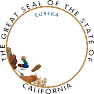 THE GREAT SEAL OF THE STATE OF
EUREKA
CALIFORNIA